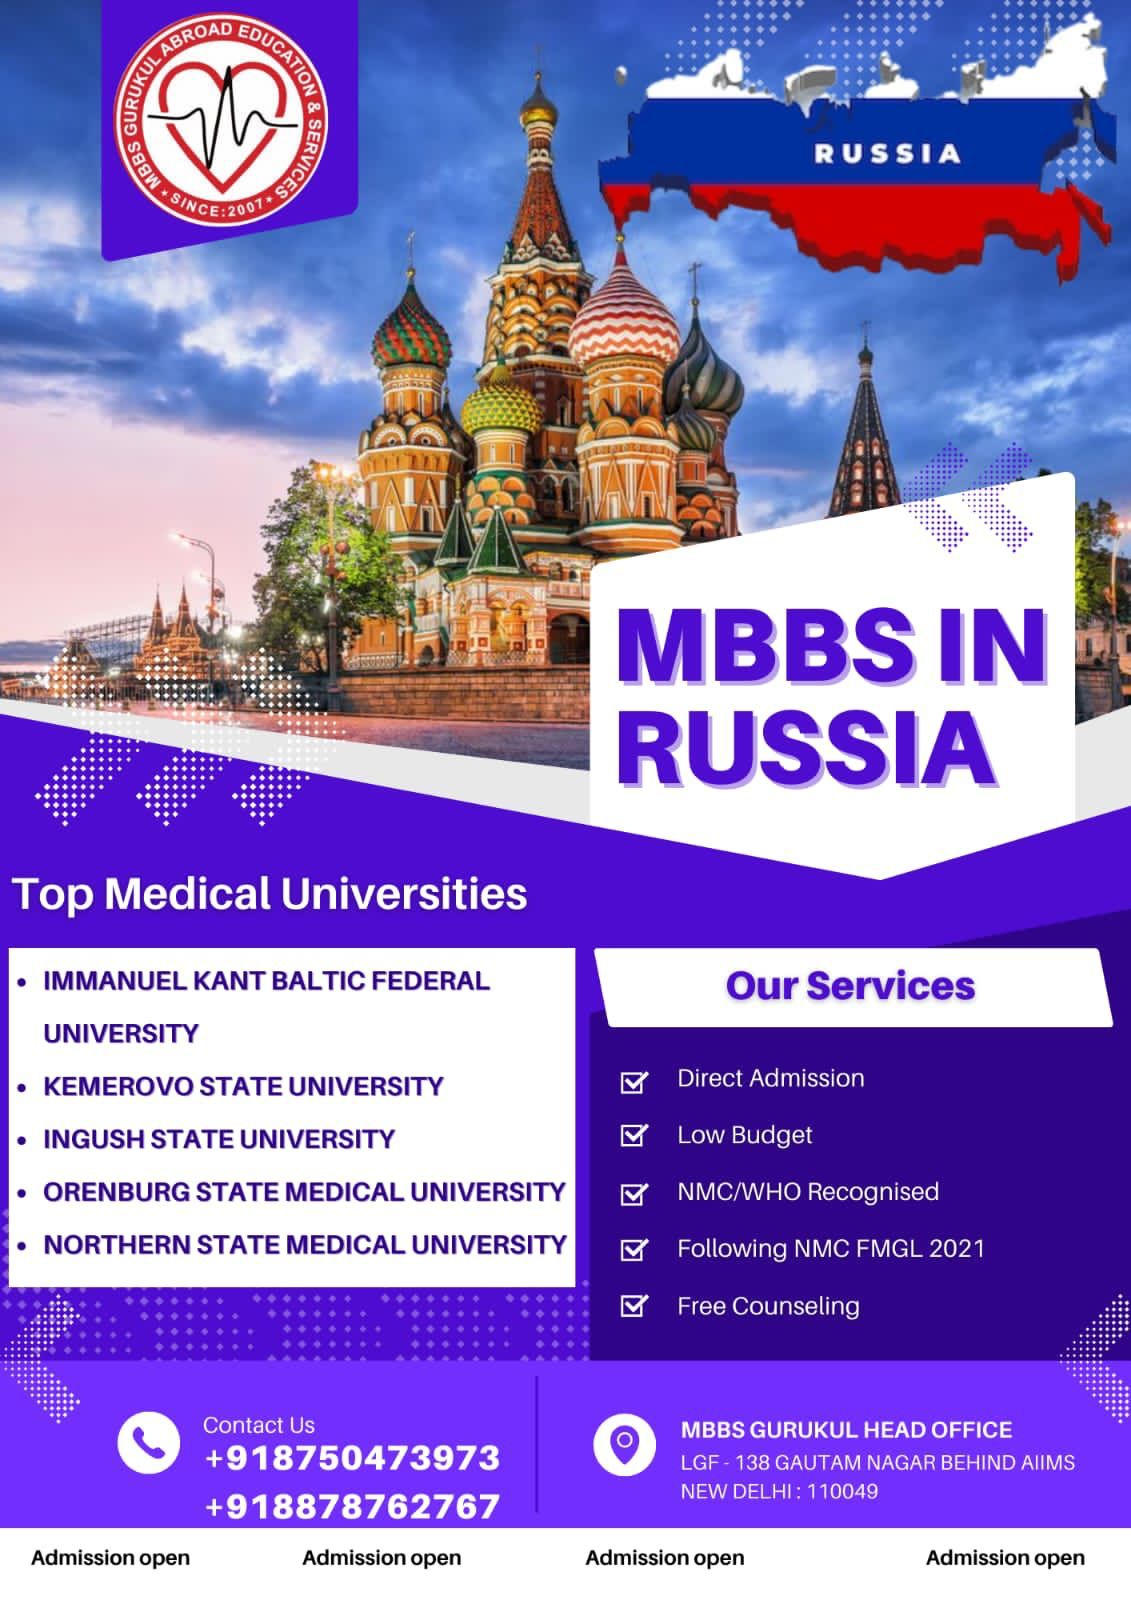 MBBS GURUKUL ABROAD EDUCATION & SERVICES
★ SINCE:2007 ★
RUSSIA
MBBS IN
RUSSIA
Top Medical Universities
• IMMANUEL KANT BALTIC FEDERAL
UNIVERSITY
• KEMEROVO STATE UNIVERSITY
• INGUSH STATE UNIVERSITY
• ORENBURG STATE MEDICAL UNIVERSITY
• NORTHERN STATE MEDICAL UNIVERSITY
Our Services
Direct Admission
Low Budget
NMC/WHO Recognised
Following NMC FMGL 2021
Free Counseling
Contact Us
+918750473973
+918878762767
MBBS GURUKUL HEAD OFFICE
LGF - 138 GAUTAM NAGAR BEHIND AIIMS
NEW DELHI : 110049
Admission open Admission open Admission open Admission open